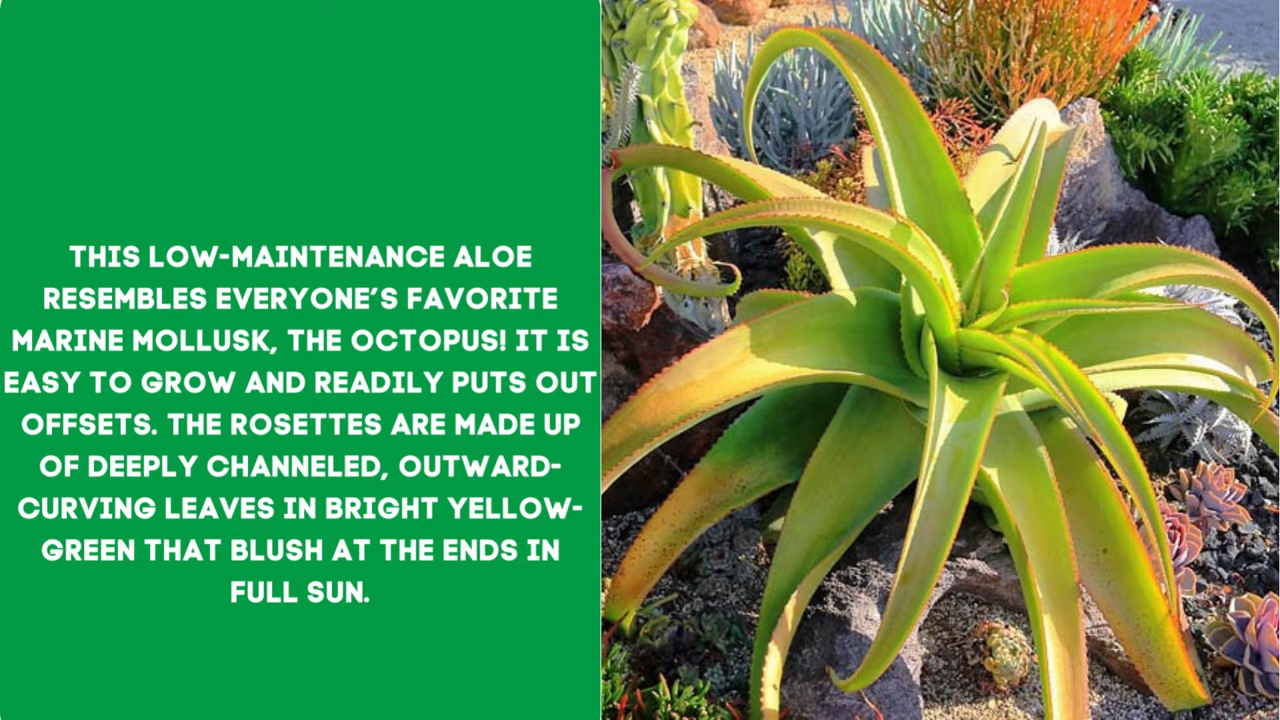 THIS LOW-MAINTENANCE ALOE
RESEMBLES EVERYONE'S FAVORITE
MARINE MOLLUSK, THE OCTOPUS! IT IS
EASY TO GROW AND READILY PUTS OUT
OFFSETS. THE ROSETTES ARE MADE UP
OF DEEPLY CHANNELED, OUTWARD-
CURVING LEAVES IN BRIGHT YELLOW-
GREEN THAT BLUSH AT THE ENDS IN
FULL SUN.